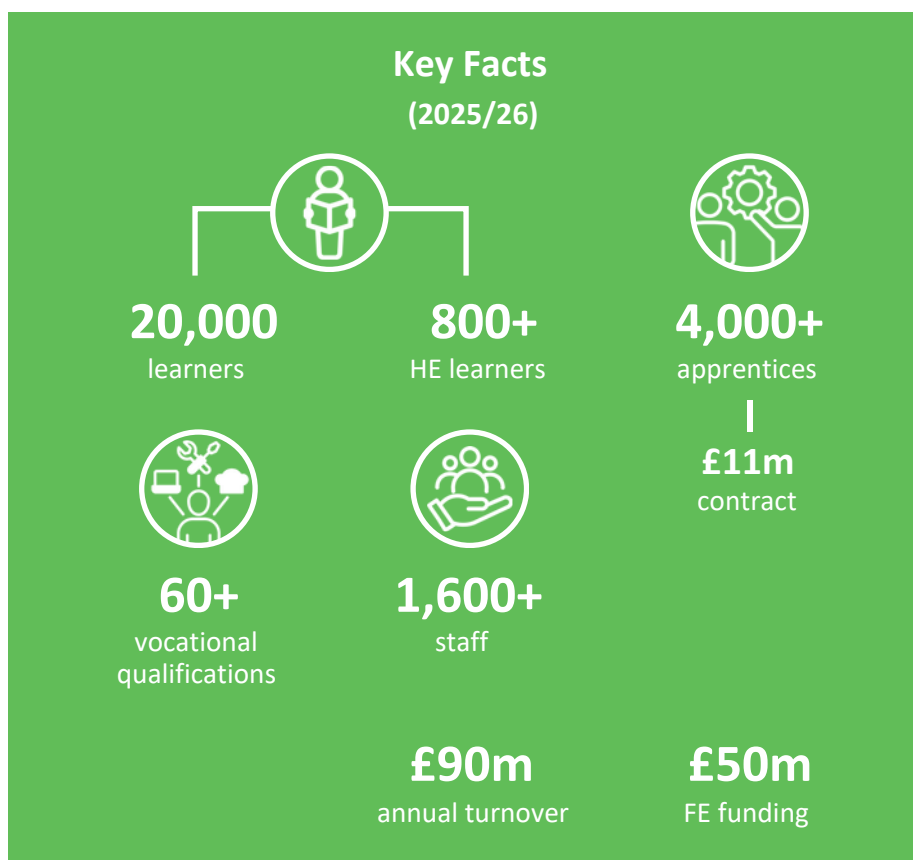 Key Facts
(2025/26)
20,000
learners
800+
HE learners
4,000+
apprentices
£11m
contract
60+
vocational
qualifications
1,600+
staff
£90m
annual turnover
£50m
FE funding